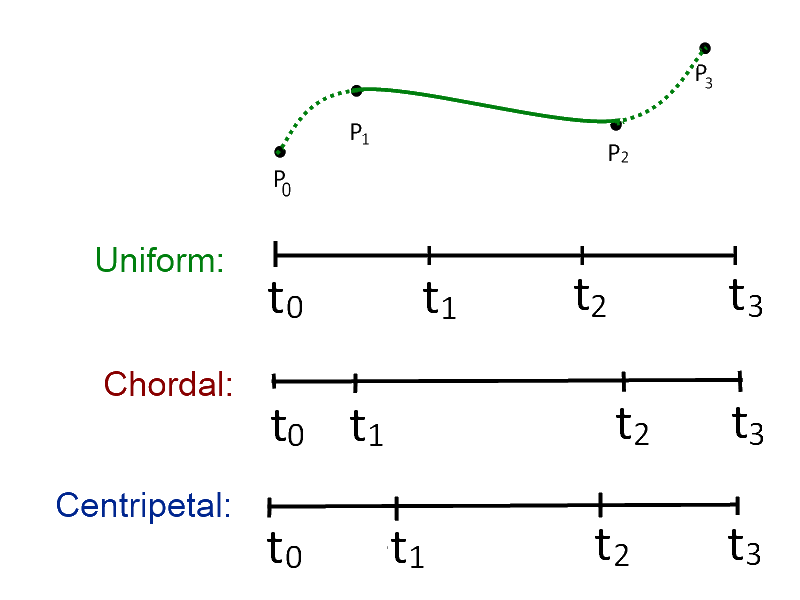 P3
P1
P2
P0
Uniform:
t0 t1 t2 t3
Chordal:
t0 t1 t2 t3
Centripetal:
t0 t1 t2 t3